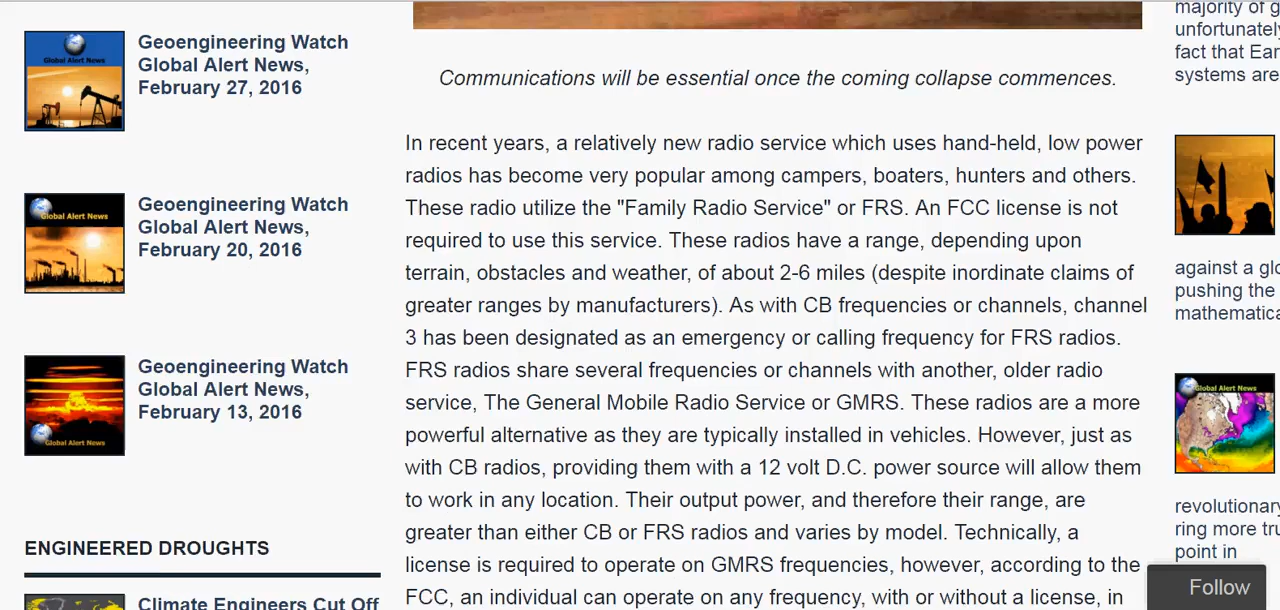 Geoengineering Watch
Global Alert News,
February 27, 2016
Global Alert News
Geoengineering Watch
Global Alert News,
February 20, 2016
Global Alert News
Geoengineering Watch
Global Alert News,
February 13, 2016
Global Alert News
ENGINEERED DROUGHTS
Climate Engineers Cut Off
Communications will be essential once the coming collapse commences.
In recent years, a relatively new radio service which uses hand-held, low power
radios has become very popular among campers, boaters, hunters and others.
These radio utilize the "Family Radio Service" or FRS. An FCC license is not
required to use this service. These radios have a range, depending upon
terrain, obstacles and weather, of about 2-6 miles (despite inordinate claims of
greater ranges by manufacturers). As with CB frequencies or channels, channel
3 has been designated as an emergency or calling frequency for FRS radios.
FRS radios share several frequencies or channels with another, older radio
service, The General Mobile Radio Service or GMRS. These radios are a more
powerful alternative as they are typically installed in vehicles. However, just as
with CB radios, providing them with a 12 volt D.C. power source will allow them
to work in any location. Their output power, and therefore their range, are
greater than either CB or FRS radios and varies by model. Technically, a
license is required to operate on GMRS frequencies, however, according to the
FCC, an individual can operate on any frequency, with or without a license, in
majority of g
unfortunately
fact that Ear
systems are
against a glo
pushing the
mathematica
Global Alert News
revolutionary
ring more tru
point in
Follow